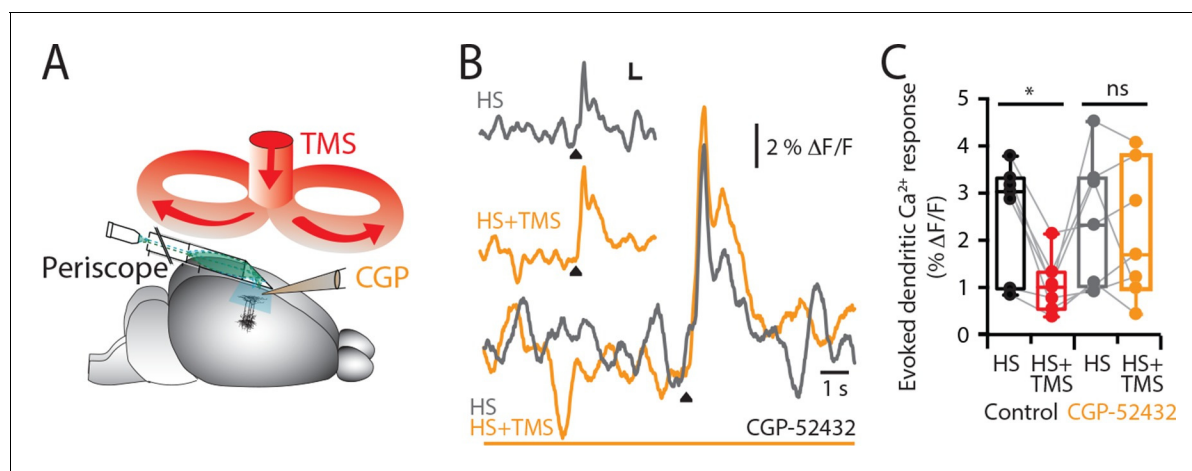 A
TMS
Periscope
CGP
B
HS
HS+TMS
2 % ΔF/F
1 s
HS
HS+TMS
CGP-52432
C
Evoked dendritic Ca²⁺ response
(% ΔF/F)
* ns
5
4
3
2
1
0
HS HS+ HS HS+
TMS TMS
Control CGP-52432